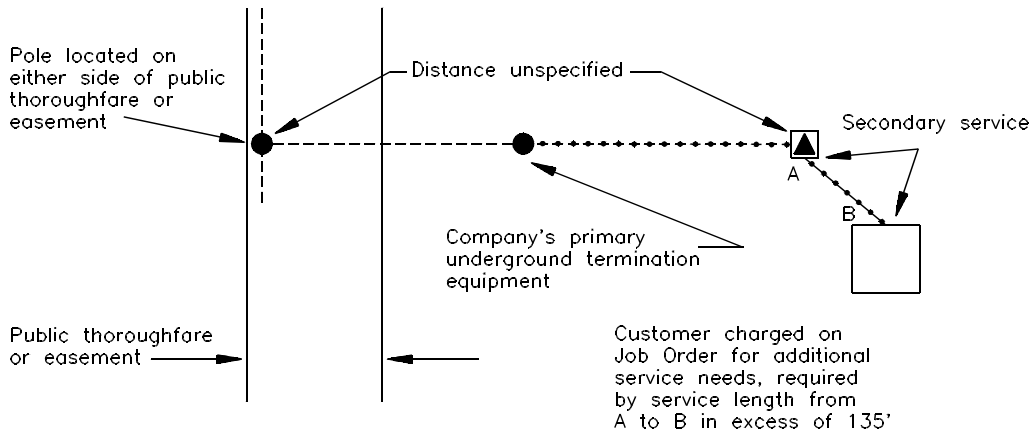 Pole located on
either side of public
thoroughfare or
easement
Distance unspecified
Secondary service
A
B
Company's primary
underground termination
equipment
Public thoroughfare
or easement
Customer charged on
Job Order for additional
service needs, required
by service length from
A to B in excess of 135'